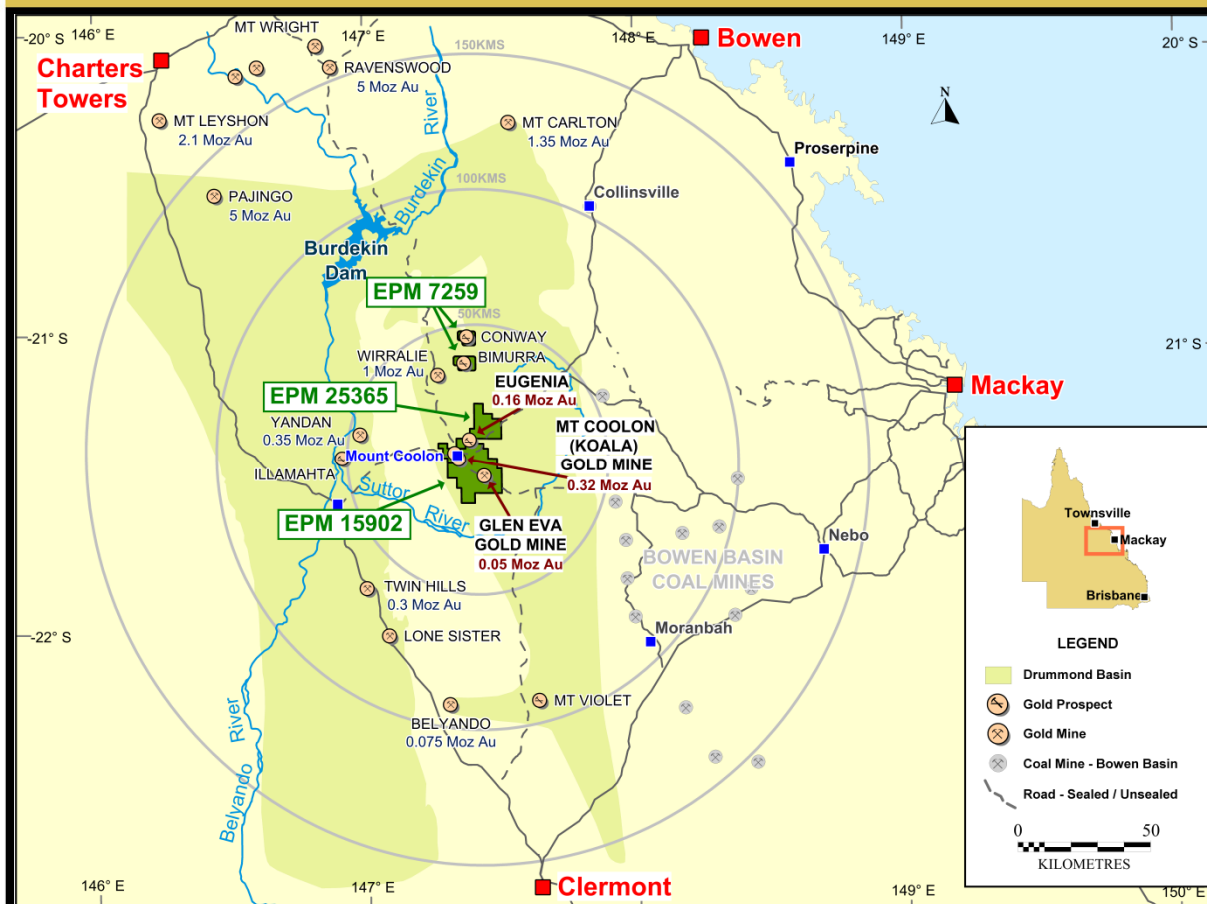 146° E
147° E
148° E
149° E
-20° S
20° S
150KMS
MT WRIGHT
Bowen
Charters
Towers
RAVENSWOOD
5 Moz Au
N
MT LEYSHON
2.1 Moz Au
River
MT CARLTON
1.35 Moz Au
Proserpine
100KMS
Collinsville
PAJINGO
5 Moz Au
Burdekin
Burdekin
Dam
EPM 7259
50KMS
-21° S
21° S
CONWAY
WIRRALIE
1 Moz Au
BIMURRA
EUGENIA
0.16 Moz Au
Mackay
EPM 25365
YANDAN
0.35 Moz Au
MT COOLON
(KOALA)
GOLD MINE
0.32 Moz Au
Mount Coolon
ILLAMAHTA
Suttor
River
EPM 15902
GLEN EVA
GOLD MINE
0.05 Moz Au
Nebo
BOWEN BASIN
COAL MINES
TWIN HILLS
0.3 Moz Au
-22° S
LONE SISTER
Moranbah
MT VIOLET
BELYANDO
0.075 Moz Au
River
Belyando
Clermont
146° E
147° E
149° E
150° E
Townsville
Mackay
Brisbane
LEGEND
Drummond Basin
Gold Prospect
Gold Mine
Coal Mine - Bowen Basin
Road - Sealed / Unsealed
0 50
KILOMETRES